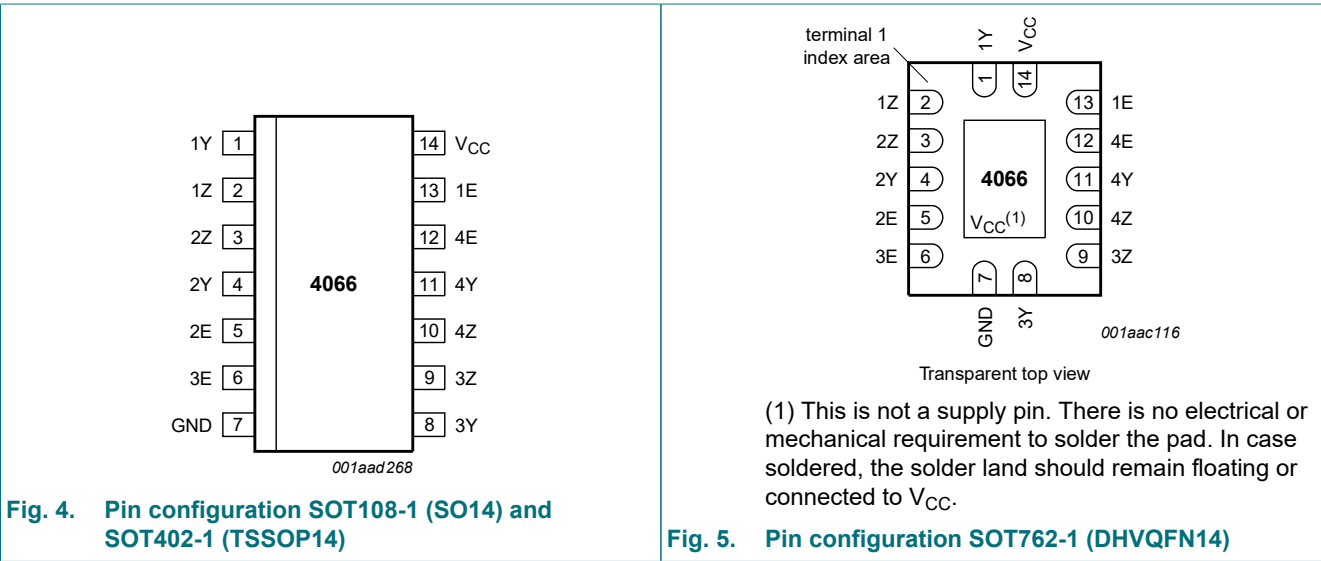 1Y 1 14 VCC
1Z 2 13 1E
2Z 3 12 4E
2Y 4 4066 11 4Y
2E 5 10 4Z
3E 6 9 3Z
GND 7 8 3Y
001aad268
Fig. 4. Pin configuration SOT108-1 (SO14) and
SOT402-1 (TSSOP14)
terminal 1
index area
1Y VCC
1 14
1Z 2 13 1E
2Z 3 12 4E
2Y 4 4066 11 4Y
2E 5 VCC(1) 10 4Z
3E 6 9 3Z
7 8
GND 3Y
001aac116
Transparent top view
(1) This is not a supply pin. There is no electrical or
mechanical requirement to solder the pad. In case
soldered, the solder land should remain floating or
connected to VCC.
Fig. 5. Pin configuration SOT762-1 (DHVQFN14)